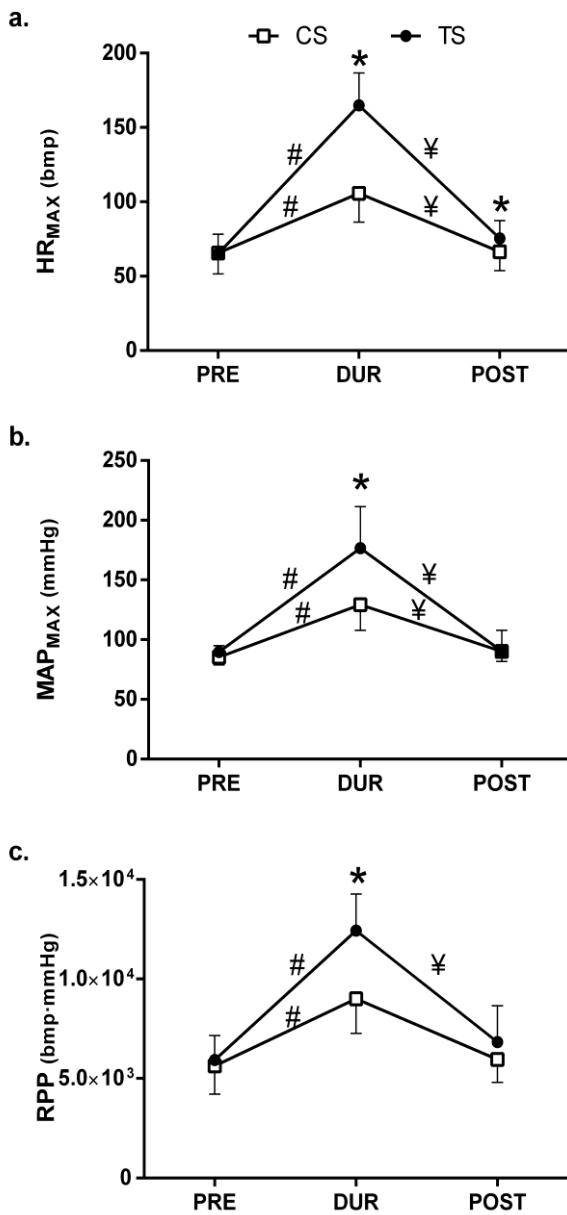 a.
CS TS
HRMAX (bmp)
200
150
100
50
0
* *
# #
¥ ¥
PRE DUR POST
b.
MAPMAX (mmHg)
250
200
150
100
50
0
*
# #
¥ ¥
PRE DUR POST
c.
RPP (bmp·mmHg)
1.5×10⁴
1.0×10⁴
5.0×10³
0
*
# #
¥
PRE DUR POST